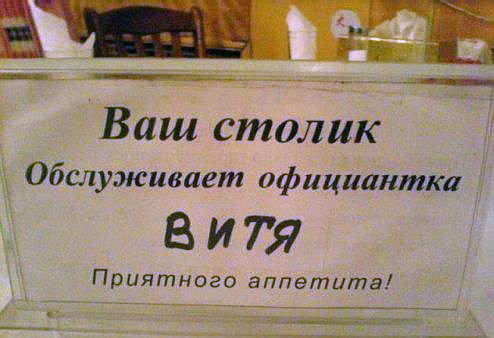 Ваш столик
Обслуживает официантка
ВИТЯ
Приятного аппетита!